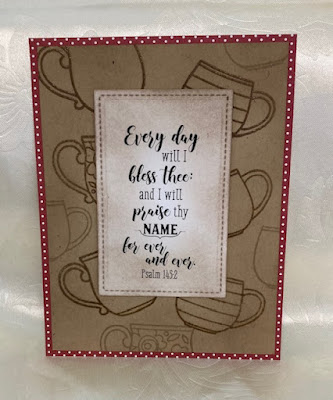 Every day
will I
bless thee:
and I will
praise thy
NAME
for ever
and ever.
Psalm 145:2